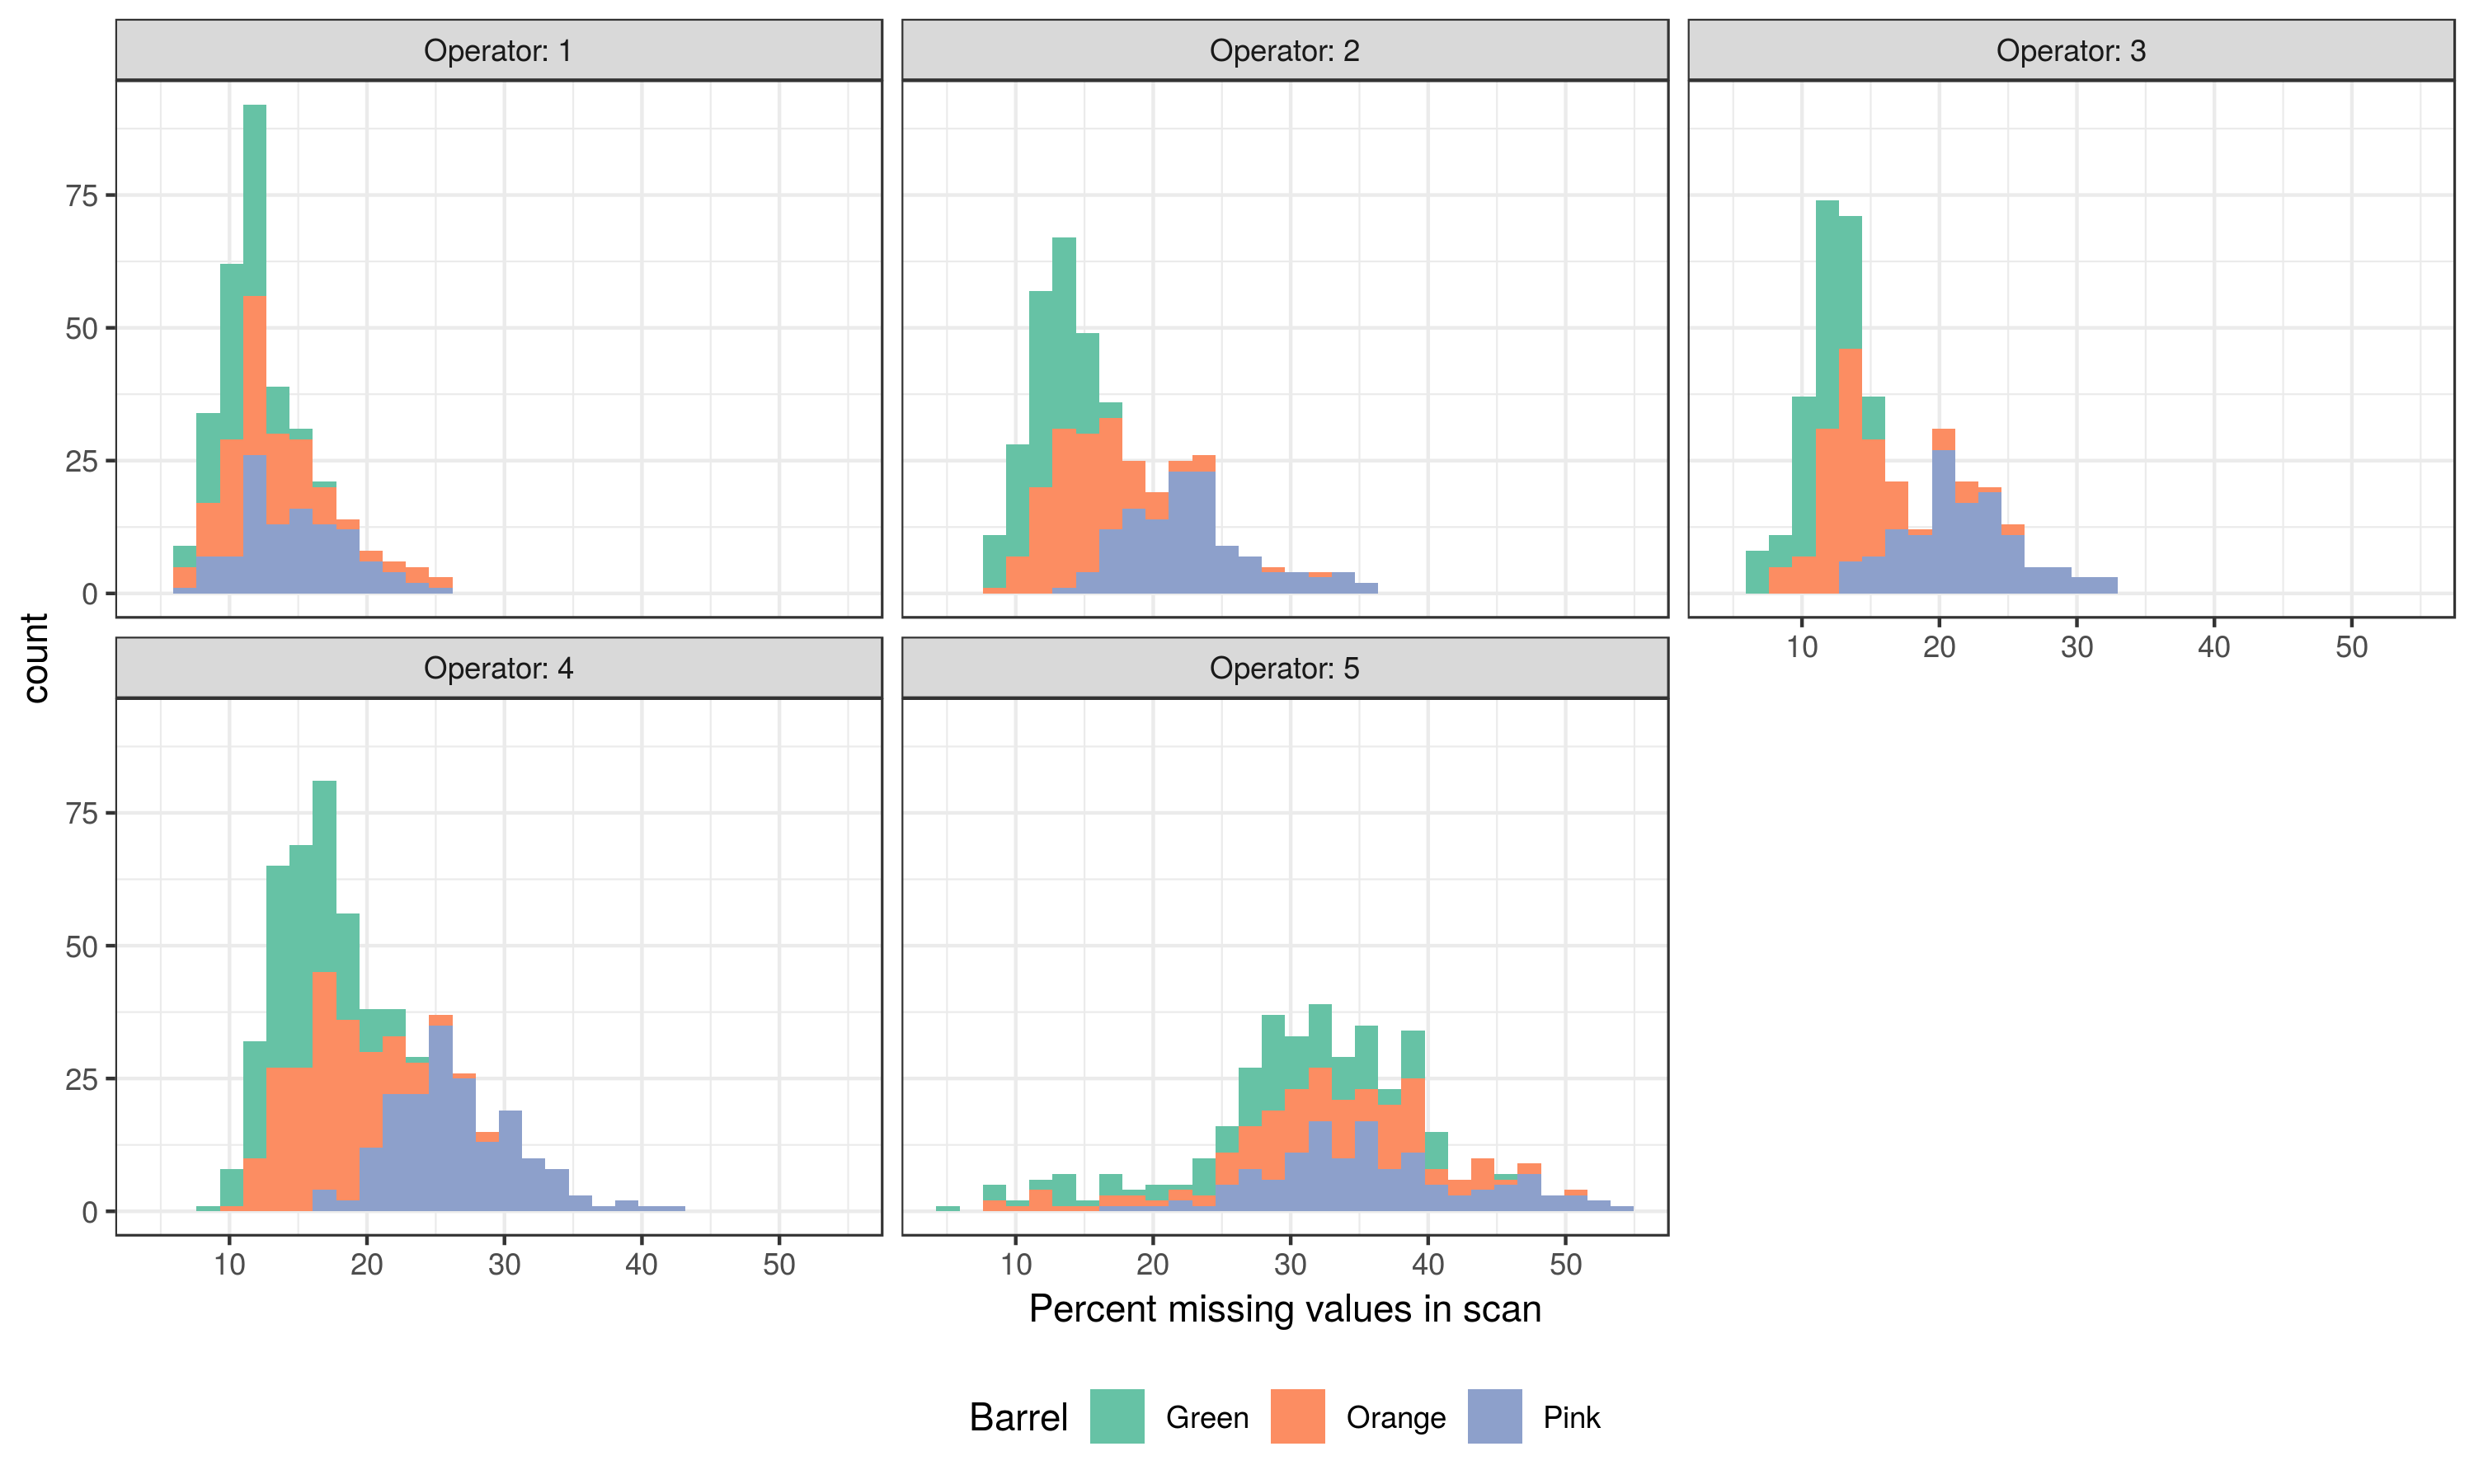 Operator: 1
Operator: 2
Operator: 3
75
50
25
0
10 20 30 40 50
count
Operator: 4
Operator: 5
75
50
25
0
10 20 30 40 50
10 20 30 40 50
Percent missing values in scan
Barrel Green Orange Pink